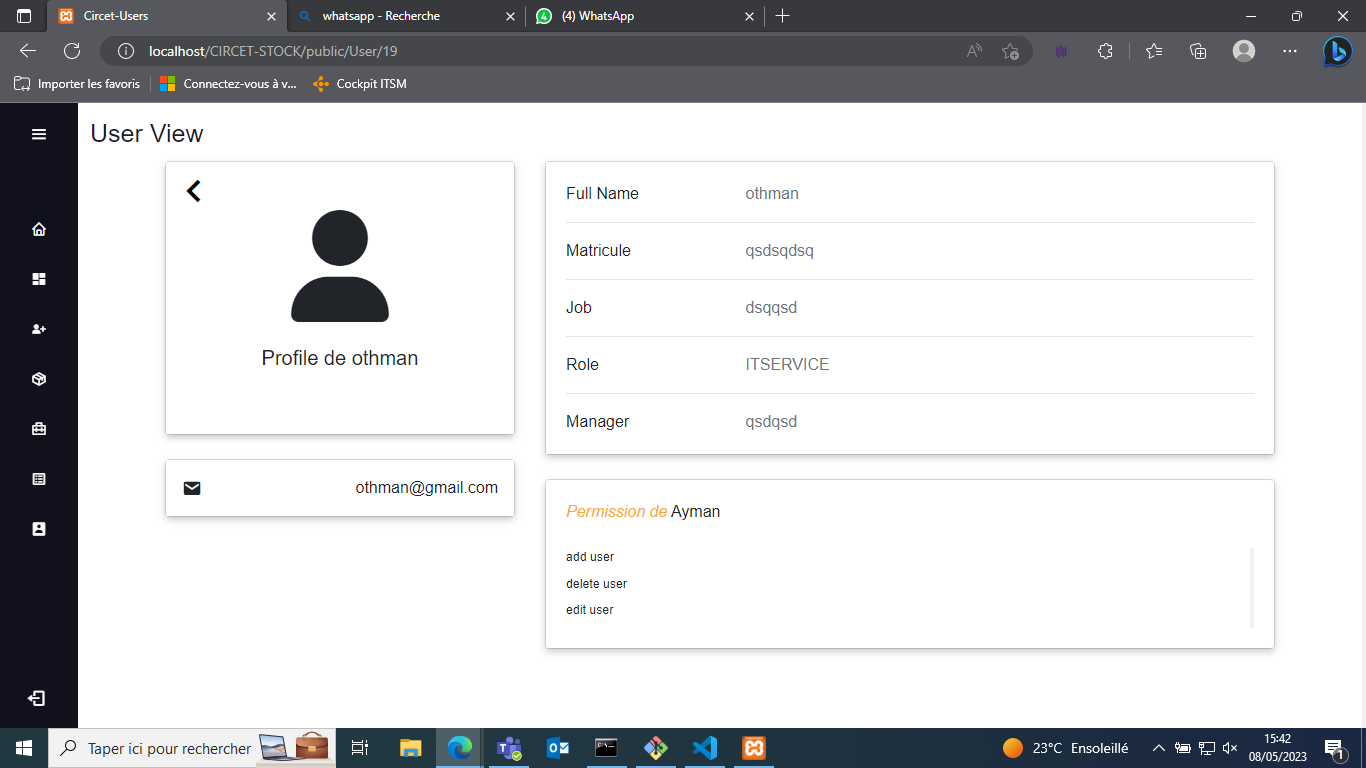 Circet-Users
whatsapp - Recherche
(4) WhatsApp
localhost/CIRCET-STOCK/public/User/19
Importer les favoris
Connectez-vous à v...
Cockpit ITSM
User View
Profile de othman
othman@gmail.com
Full Name othman
Matricule qsdsqdsq
Job dsqqsd
Role ITSERVICE
Manager qsdqsd
Permission de Ayman
add user
delete user
edit user
Taper ici pour rechercher
23°C Ensoleillé
15:42
08/05/2023
1